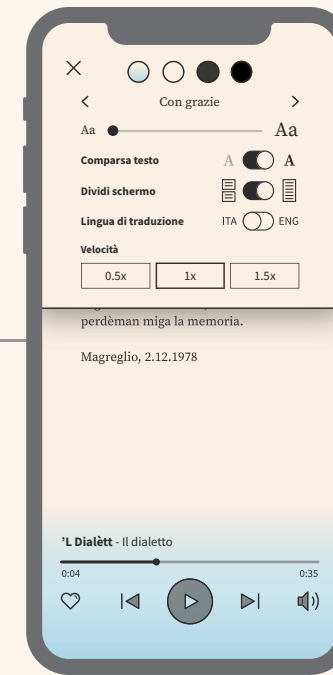 Con grazie
Aa Aa
Comparsa testo A A
Dividi schermo
Lingua di traduzione ITA ENG
Velocità
0.5x 1x 1.5x
perdèman miga la memoria.
Magreglio, 2.12.1978
’L Dialètt - Il dialetto
0:04 0:35